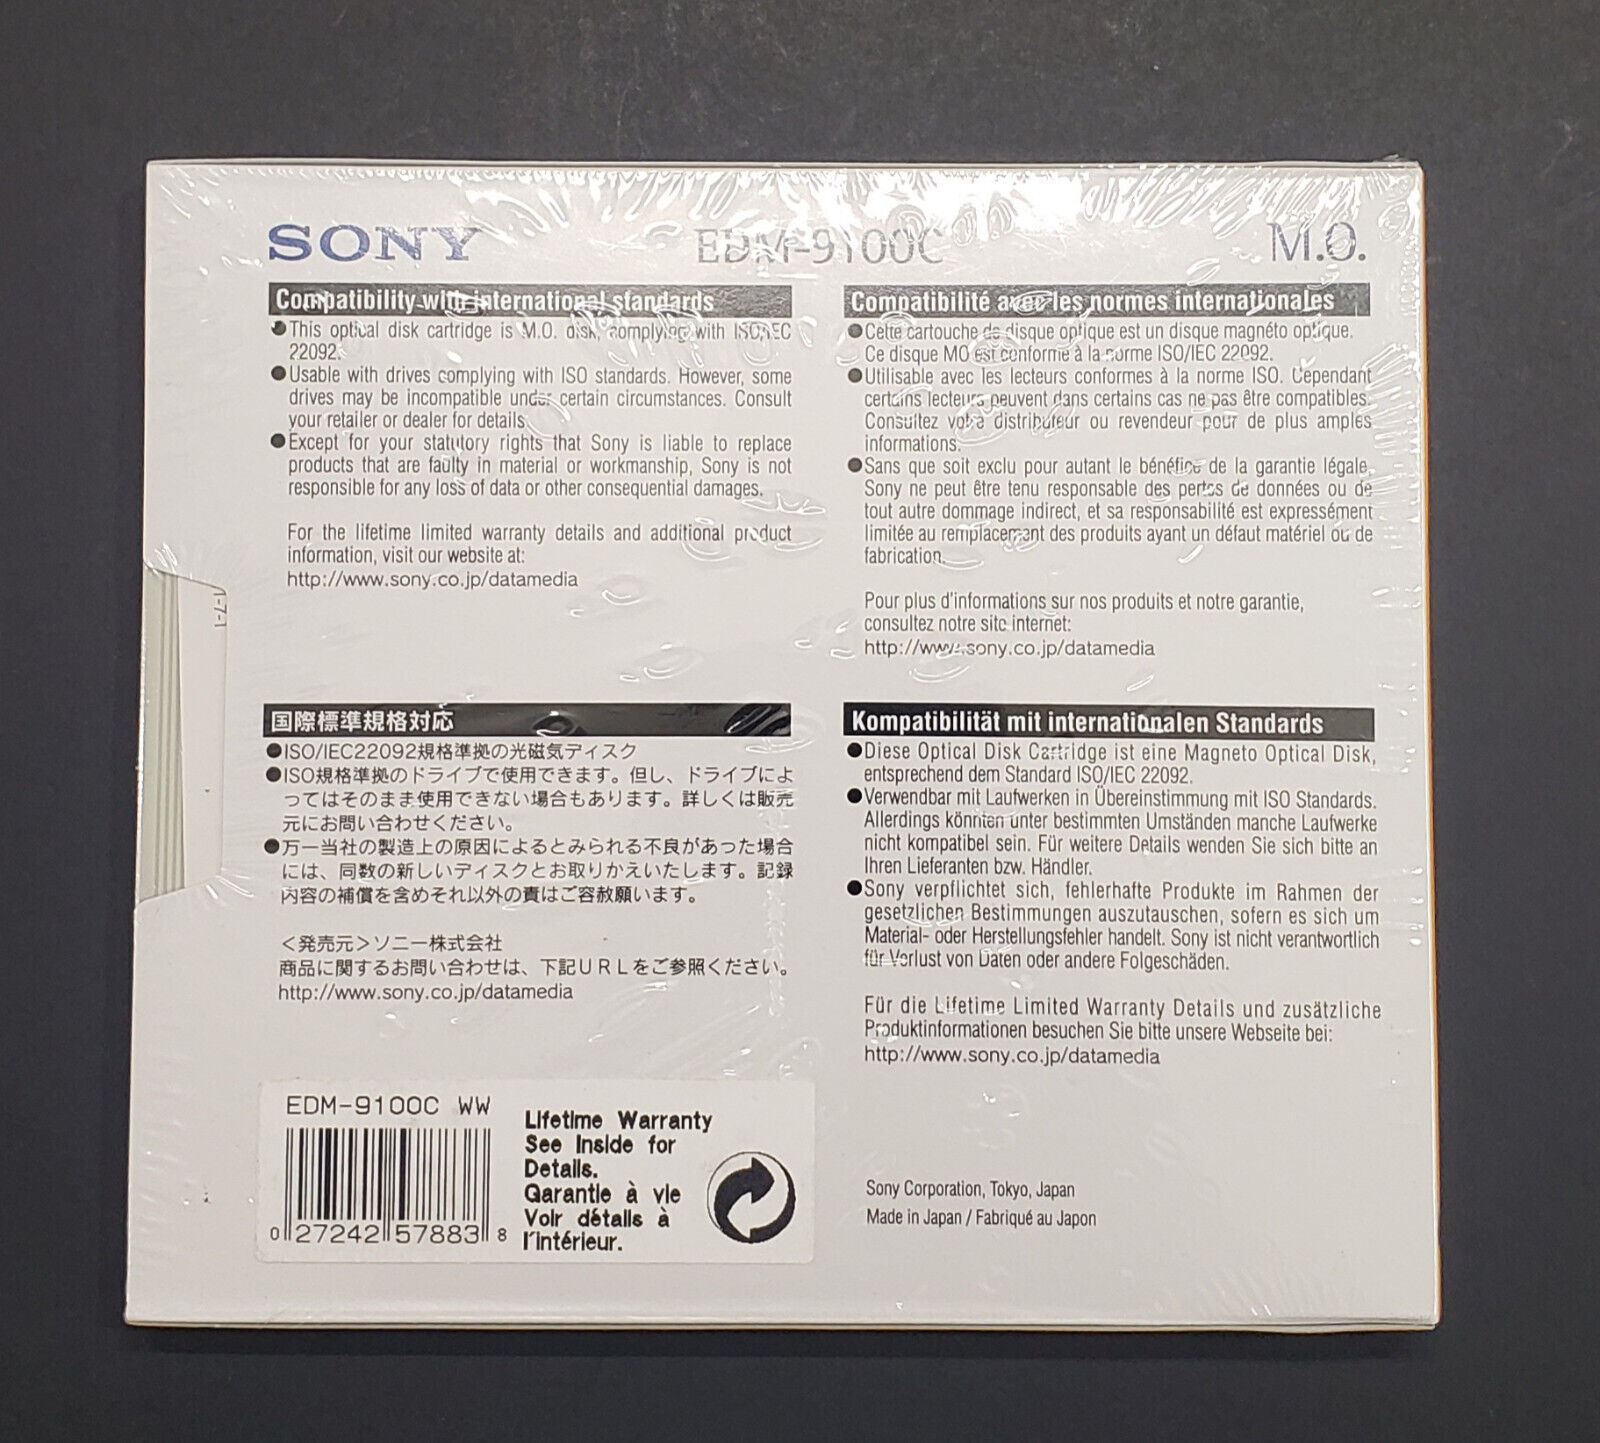 SONY EDM-9100C M.O.
Compatibility with international standards
●This optical disk cartridge is M.O. disk, complying with ISO/IEC
22092.
●Usable with drives complying with ISO standards. However, some
drives may be incompatible under certain circumstances. Consult
your retailer or dealer for details.
●Except for your statutory rights that Sony is liable to replace
products that are faulty in material or workmanship, Sony is not
responsible for any loss of data or other consequential damages.
For the lifetime limited warranty details and additional product
information, visit our website at:
http://www.sony.co.jp/datamedia
Compatibilité avec les normes internationales
●Cette cartouche de disque optique est un disque magnéto optique.
Ce disque MO est conforme à la norme ISO/IEC 22092.
●Utilisable avec les lecteurs conformes à la norme ISO. Cependant
certains lecteurs peuvent dans certains cas ne pas être compatibles.
Consultez votre distributeur ou revendeur pour de plus amples
informations.
●Sans que soit exclu pour autant le bénéfice de la garantie légale,
Sony ne peut être tenu responsable des pertes de données ou de
tout autre dommage indirect, et sa responsabilité est expressément
limitée au remplacement des produits ayant un défaut matériel ou de
fabrication.
Pour plus d'informations sur nos produits et notre garantie,
consultez notre site internet:
http://www.sony.co.jp/datamedia
1-7-1
国際標準規格対応
●ISO/IEC22092規格準拠の光磁気ディスク
●ISO規格準拠のドライブで使用できます。但し、ドライブによ
ってはそのまま使用できない場合もあります。詳しくは販売
元にお問い合わせください。
●万一当社の製造上の原因によるとみられる不良があった場合
には、同数の新しいディスクとお取りかえいたします。記録
内容の補償を含めそれ以外の責はご容赦願います。
＜発売元＞ソニー株式会社
商品に関するお問い合わせは、下記URLをご参照ください。
http://www.sony.co.jp/datamedia
Kompatibilität mit internationalen Standards
●Diese Optical Disk Cartridge ist eine Magneto Optical Disk,
entsprechend dem Standard ISO/IEC 22092.
●Verwendbar mit Laufwerken in Übereinstimmung mit ISO Standards.
Allerdings könnten unter bestimmten Umständen manche Laufwerke
nicht kompatibel sein. Für weitere Details wenden Sie sich bitte an
Ihren Lieferanten bzw. Händler.
●Sony verpflichtet sich, fehlerhafte Produkte im Rahmen der
gesetzlichen Bestimmungen auszutauschen, sofern es sich um
Material- oder Herstellungsfehler handelt. Sony ist nicht verantwortlich
für Verlust von Daten oder andere Folgeschäden.
Für die Lifetime Limited Warranty Details und zusätzliche
Produktinformationen besuchen Sie bitte unsere Webseite bei:
http://www.sony.co.jp/datamedia
EDM-9100C WW
0 27242 57883 8
Lifetime Warranty
See Inside for
Details.
Garantie à vie
Voir détails à
l'intérieur.
Sony Corporation, Tokyo, Japan
Made in Japan / Fabriqué au Japon